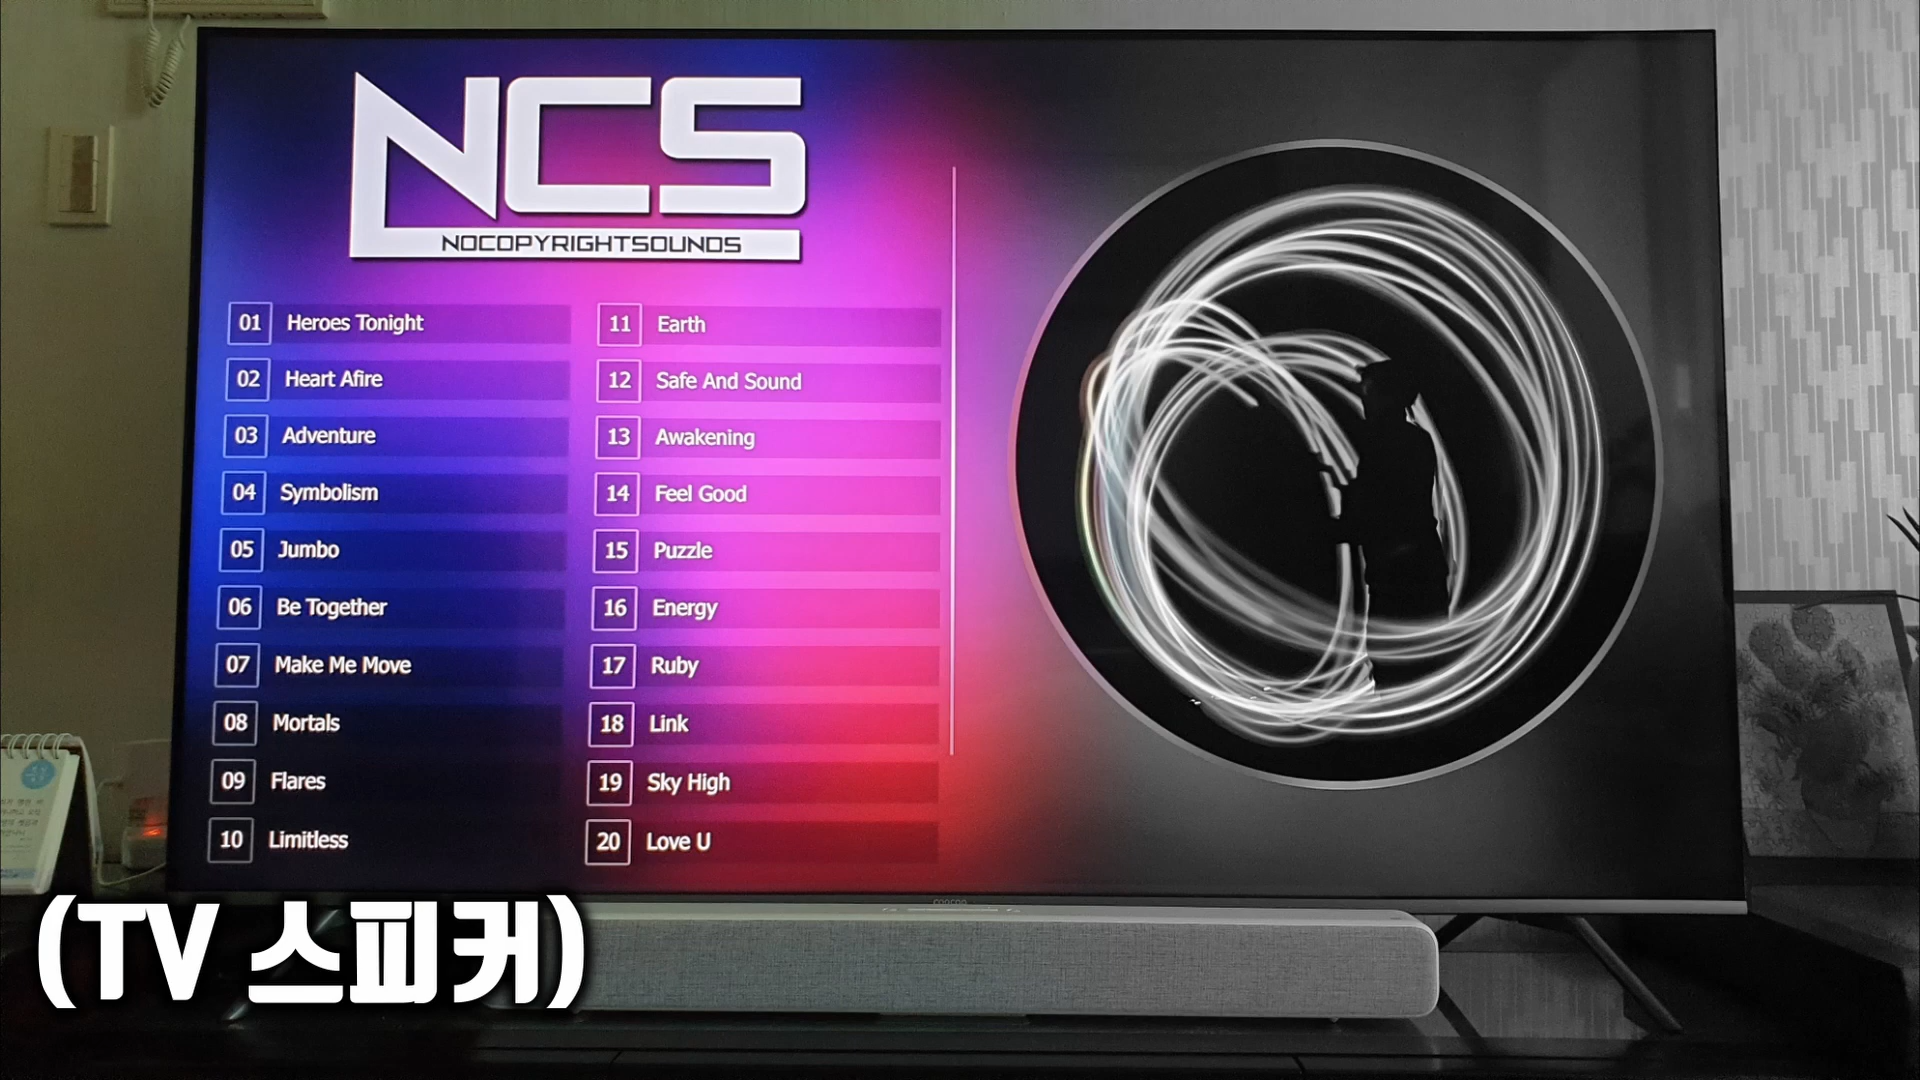 NCS
NOCOPYRIGHTSOUNDS
01 Heroes Tonight
02 Heart Afire
03 Adventure
04 Symbolism
05 Jumbo
06 Be Together
07 Make Me Move
08 Mortals
09 Flares
10 Limitless
11 Earth
12 Safe And Sound
13 Awakening
14 Feel Good
15 Puzzle
16 Energy
17 Ruby
18 Link
19 Sky High
20 Love U
(TV 스피커)